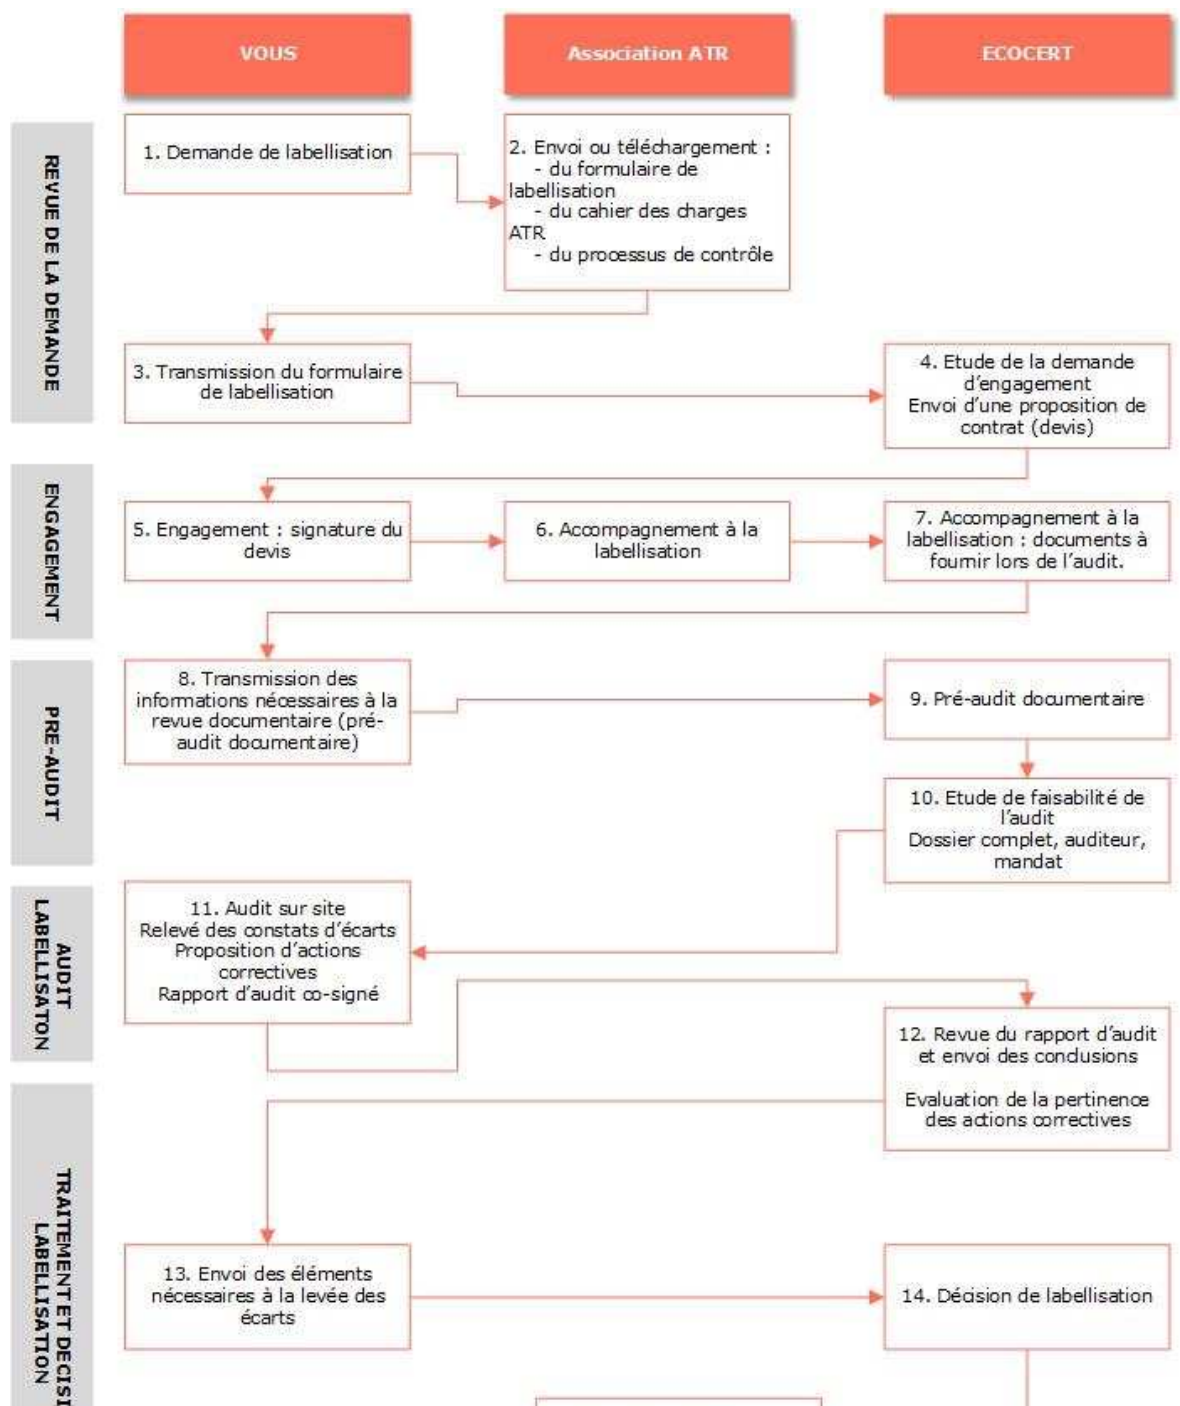 VOUS
Association ATR
ECOCERT
REVUE DE LA DEMANDE
1. Demande de labellisation
2. Envoi ou téléchargement :
- du formulaire de
labellisation
- du cahier des charges
ATR
- du processus de contrôle
3. Transmission du formulaire
de labellisation
4. Etude de la demande
d’engagement
Envoi d’une proposition de
contrat (devis)
ENGAGEMENT
5. Engagement : signature du
devis
6. Accompagnement à la
labellisation
7. Accompagnement à la
labellisation : documents à
fournir lors de l’audit.
PRE-AUDIT
8. Transmission des
informations nécessaires à la
revue documentaire (pré-
audit documentaire)
9. Pré-audit documentaire
10. Etude de faisabilité de
l’audit
Dossier complet, auditeur,
mandat
AUDIT
LABELLISATON
11. Audit sur site
Relevé des constats d’écarts
Proposition d’actions
correctives
Rapport d’audit co-signé
12. Revue du rapport d’audit
et envoi des conclusions
Evaluation de la pertinence
des actions correctives
TRAITEMENT ET DECISI
LABELLISATION
13. Envoi des éléments
nécessaires à la levée des
écarts
14. Décision de labellisation